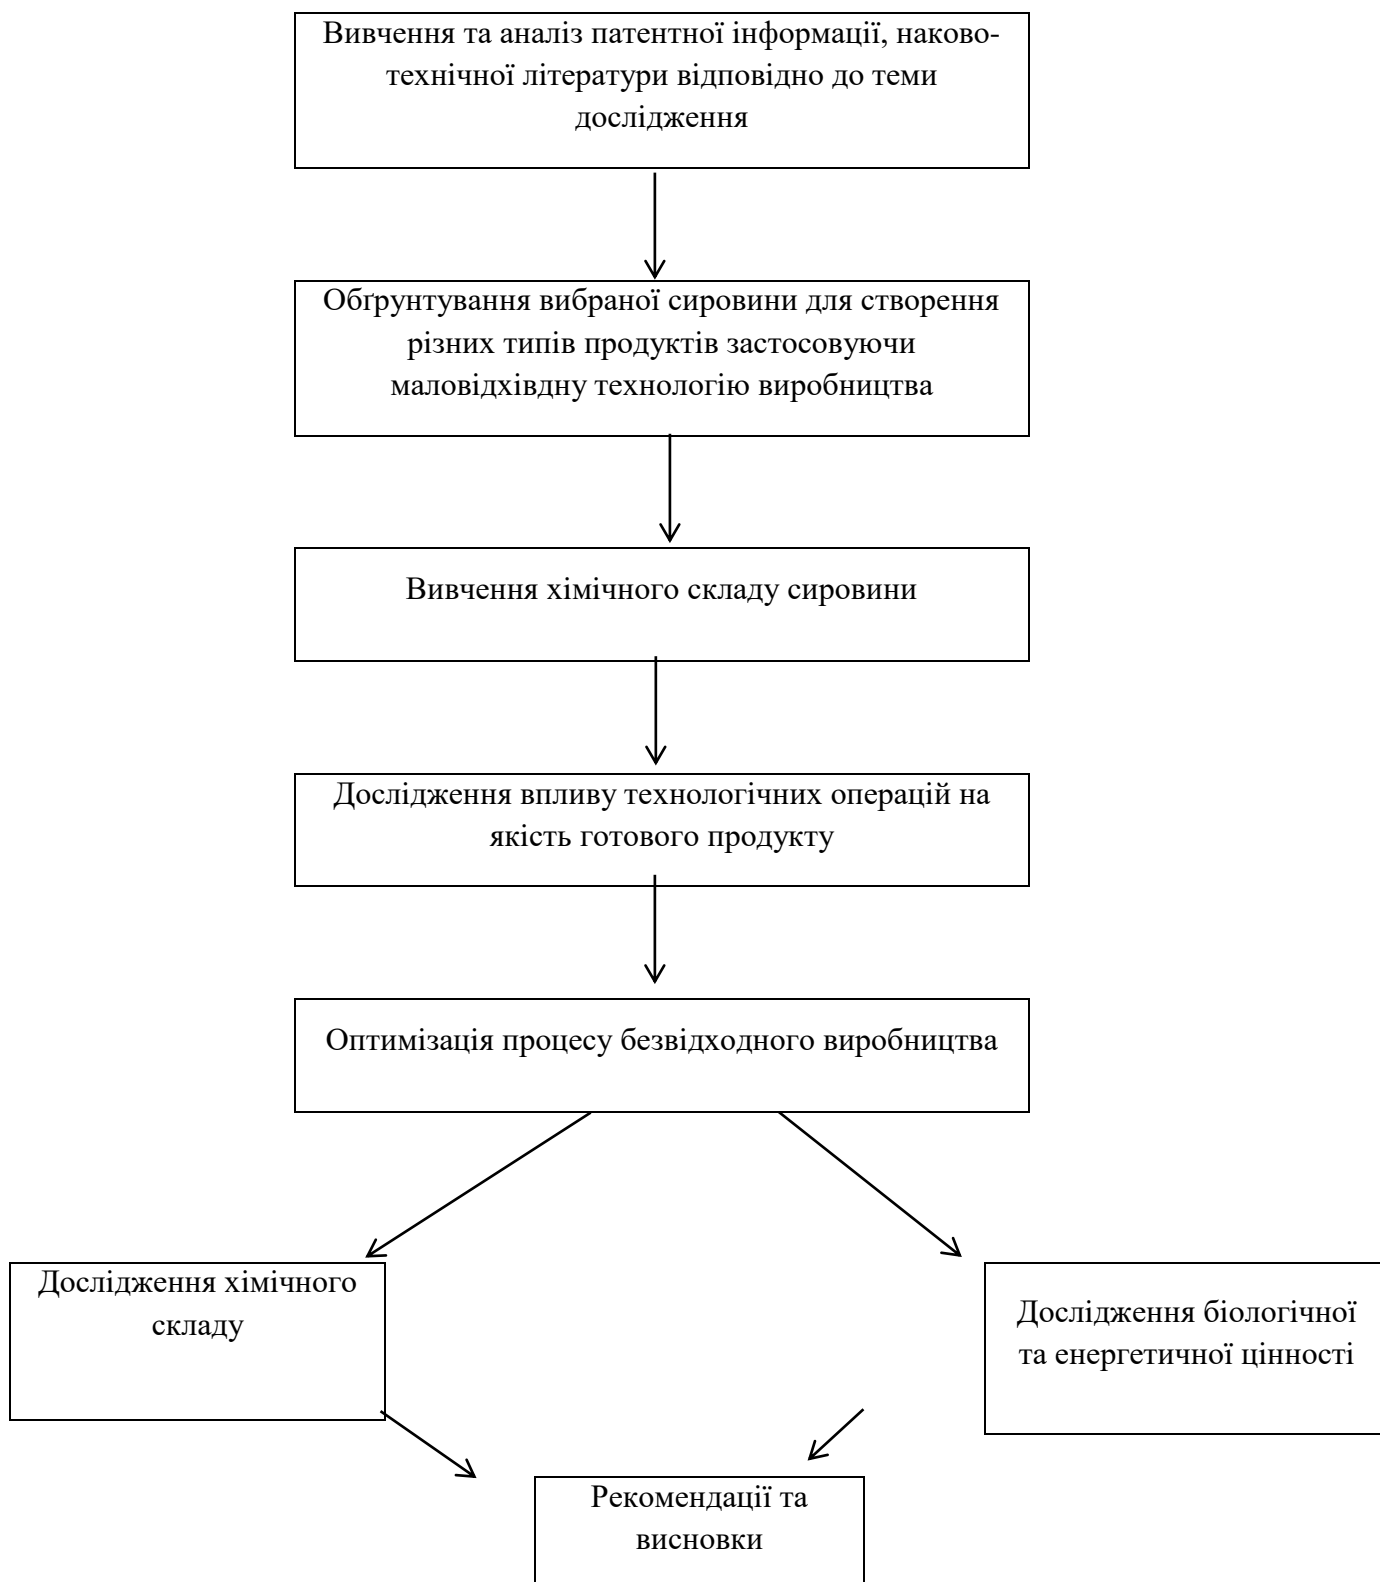 Вивчення та аналіз патентної інформації, наково-
технічної літератури відповідно до теми
дослідження
Обґрунтування вибраної сировини для створення
різних типів продуктів застосовуючи
маловідхівдну технологію виробництва
Вивчення хімічного складу сировини
Дослідження впливу технологічних операцій на
якість готового продукту
Оптимізація процесу безвідходного виробництва
Дослідження хімічного
складу
Дослідження біологічної
та енергетичної цінності
Рекомендації та
висновки